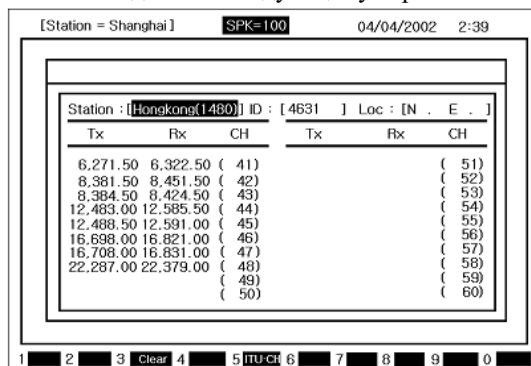 [Station = Shanghai] SPK=100 04/04/2002 2:39
Station : [Hongkong(1480)] ID : [ 4631 ] Loc : [N . E . ]
Tx Rx CH Tx Rx CH
6,271.50 6,322.50 ( 41) ( 51)
8,381.50 8,451.50 ( 42) ( 52)
8,384.50 8,424.50 ( 43) ( 53)
12,483.00 12,585.50 ( 44) ( 54)
12,488.50 12,591.00 ( 45) ( 55)
16,698.00 16.821.00 ( 46) ( 56)
16,708.00 16.831.00 ( 47) ( 57)
22,287.00 22,379.00 ( 48) ( 58)
( 49) ( 59)
( 50) ( 60)
1 2 3 Clear 4 5 ITU-CH 6 7 8 9 0